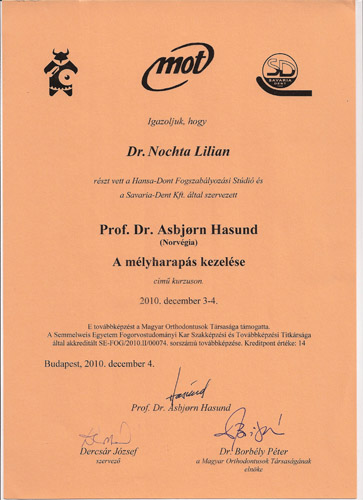 mot
SD
SAVARIA
DENT
Igazoljuk, hogy
Dr. Nochta Lilian
részt vett a Hansa-Dont Fogszabályozási Stúdió és
a Savaria-Dent Kft. által szervezett
Prof. Dr. Asbjørn Hasund
(Norvégia)
A mélyharapás kezelése
című kurzuson.
2010. december 3-4.
E továbbképzést a Magyar Orthodontusok Társasága támogatta.
A Semmelweis Egyetem Fogorvostudományi Kar Szakképzési és Továbbképzési Titkársága
által akkreditált SE-FOG/2010.II/00074. sorszámú továbbképzése. Kreditpont értéke: 14
Budapest, 2010. december 4.
Hasund
Prof. Dr. Asbjørn Hasund
Dercsár József
szervező
Dr. Borbély Péter
a Magyar Orthodontusok Társaságának
elnöke